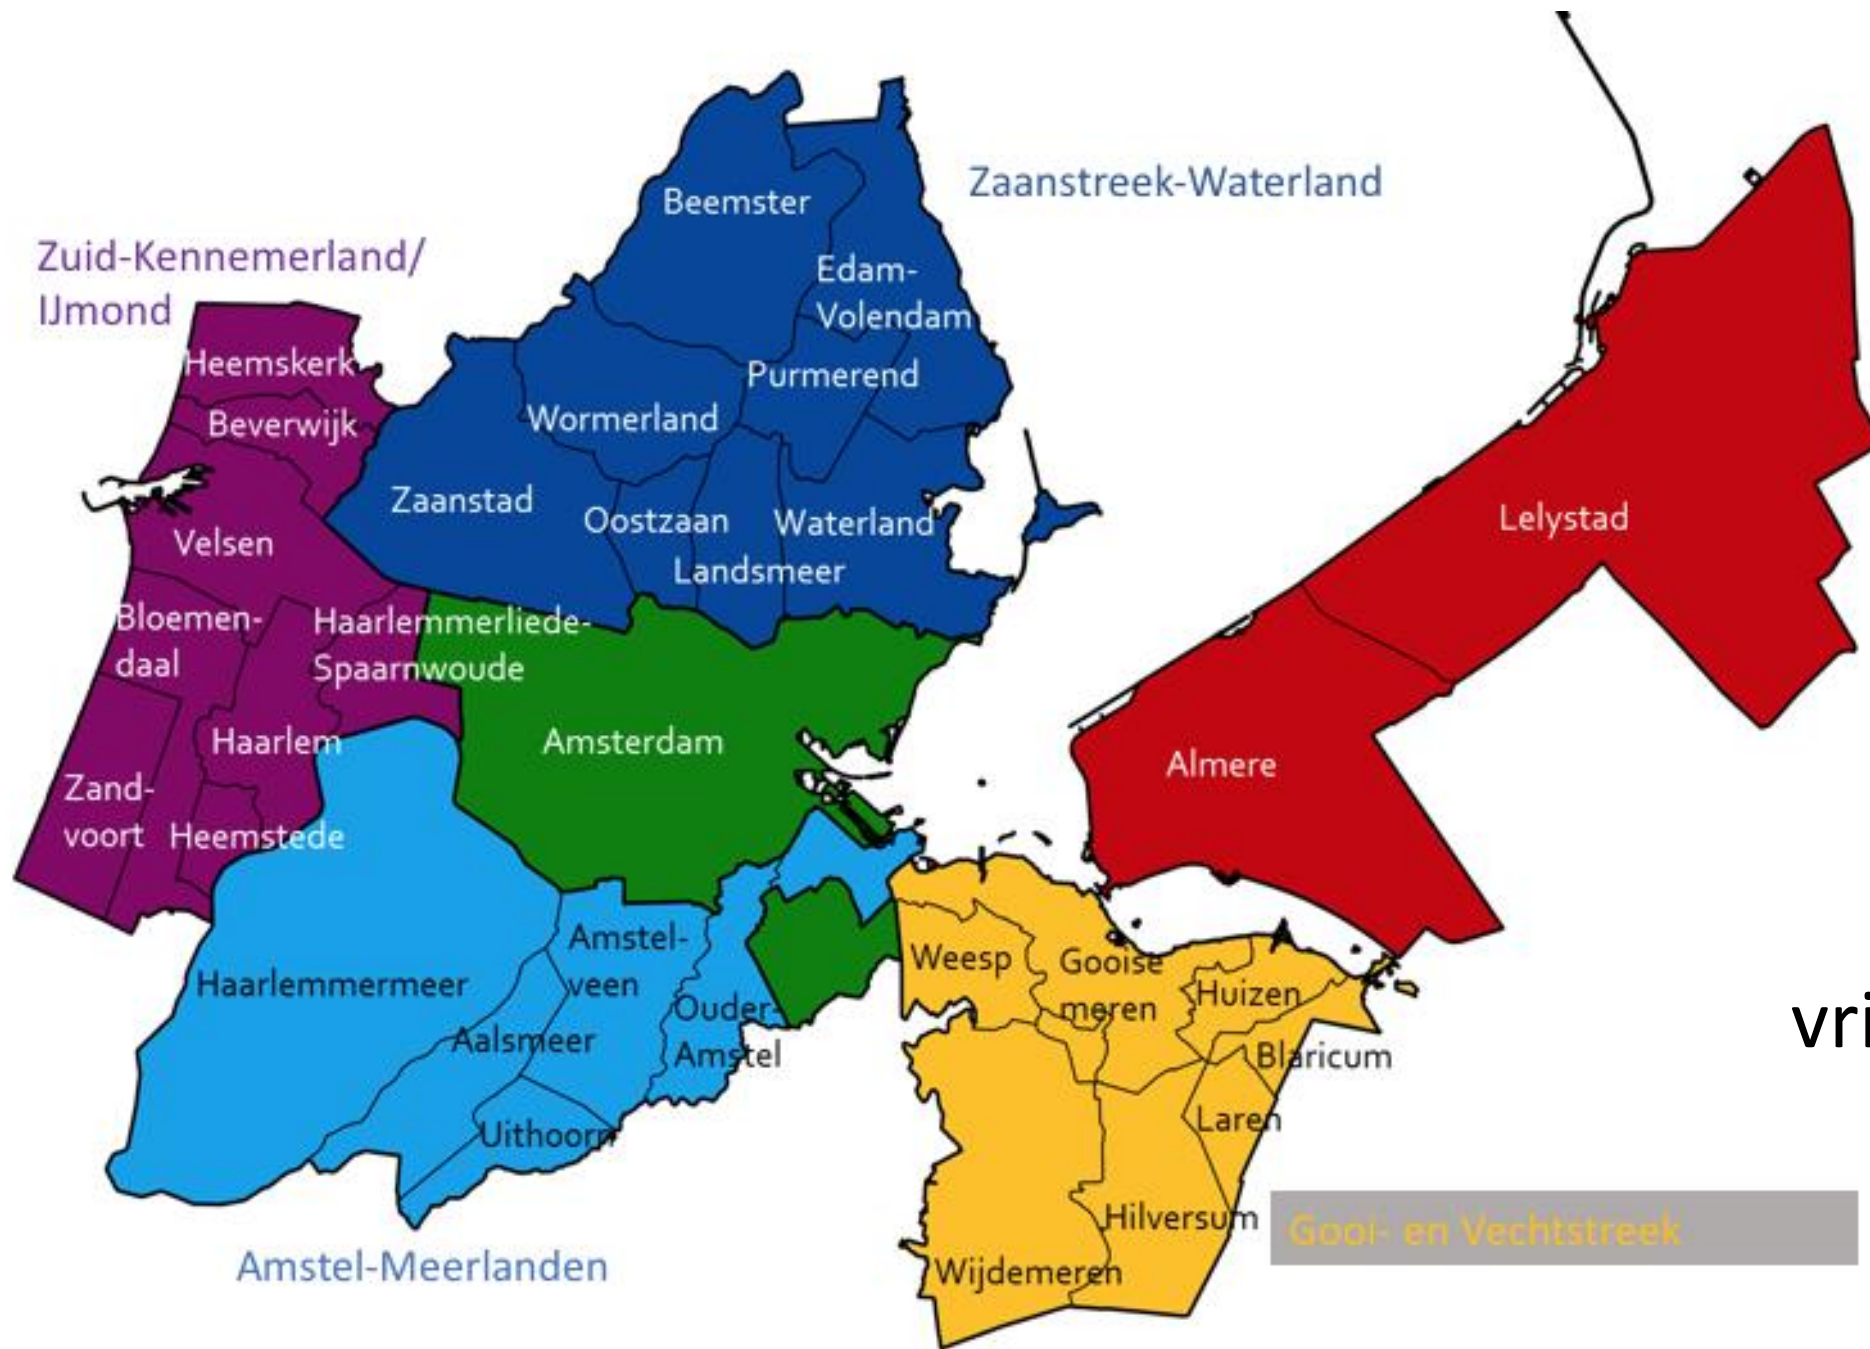 Zaanstreek-Waterland
Beemster
Zuid-Kennemerland/
IJmond
Edam-
Volendam
Heemskerk
Purmerend
Beverwijk
Wormerland
Zaanstad
Oostzaan
Waterland
Lelystad
Velsen
Landsmeer
Bloemen-
daal
Haarlemmerliede-
Spaarnwoude
Haarlem
Amsterdam
Almere
Zand-
voort
Heemstede
Amstel-
veen
Weesp
Gooise
meren
Haarlemmermeer
Huizen
Ouder-
Amstel
vri
Aalsmeer
Blaricum
Laren
Uithoorn
Hilversum
Gooi- en Vechtstreek
Amstel-Meerlanden
Wijdemeren